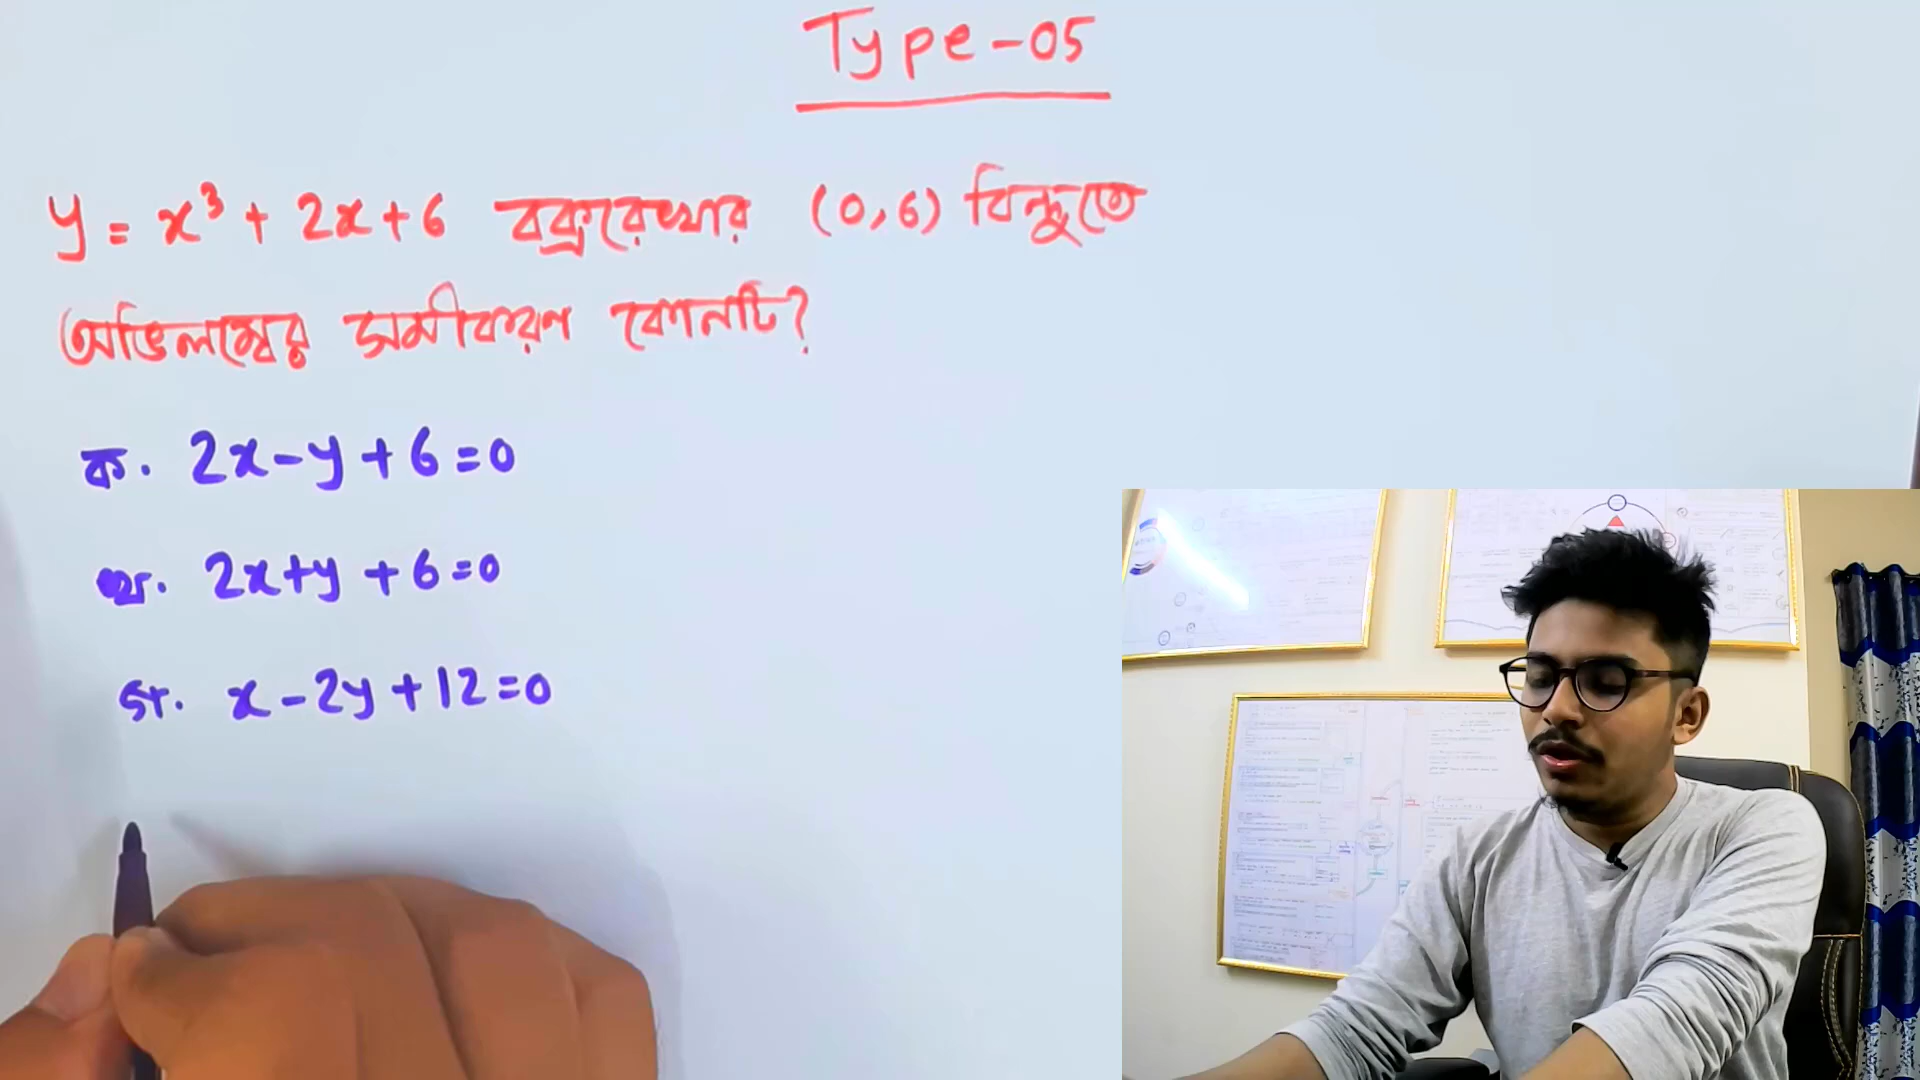 Type-05
y = x³ + 2x + 6 বক্ররেখার (0,6) বিন্দুতে
অভিলম্বের সমীকরণ কোনটি?
ক. 2x-y+6=0
খ. 2x+y+6=0
গ. x-2y+12=0